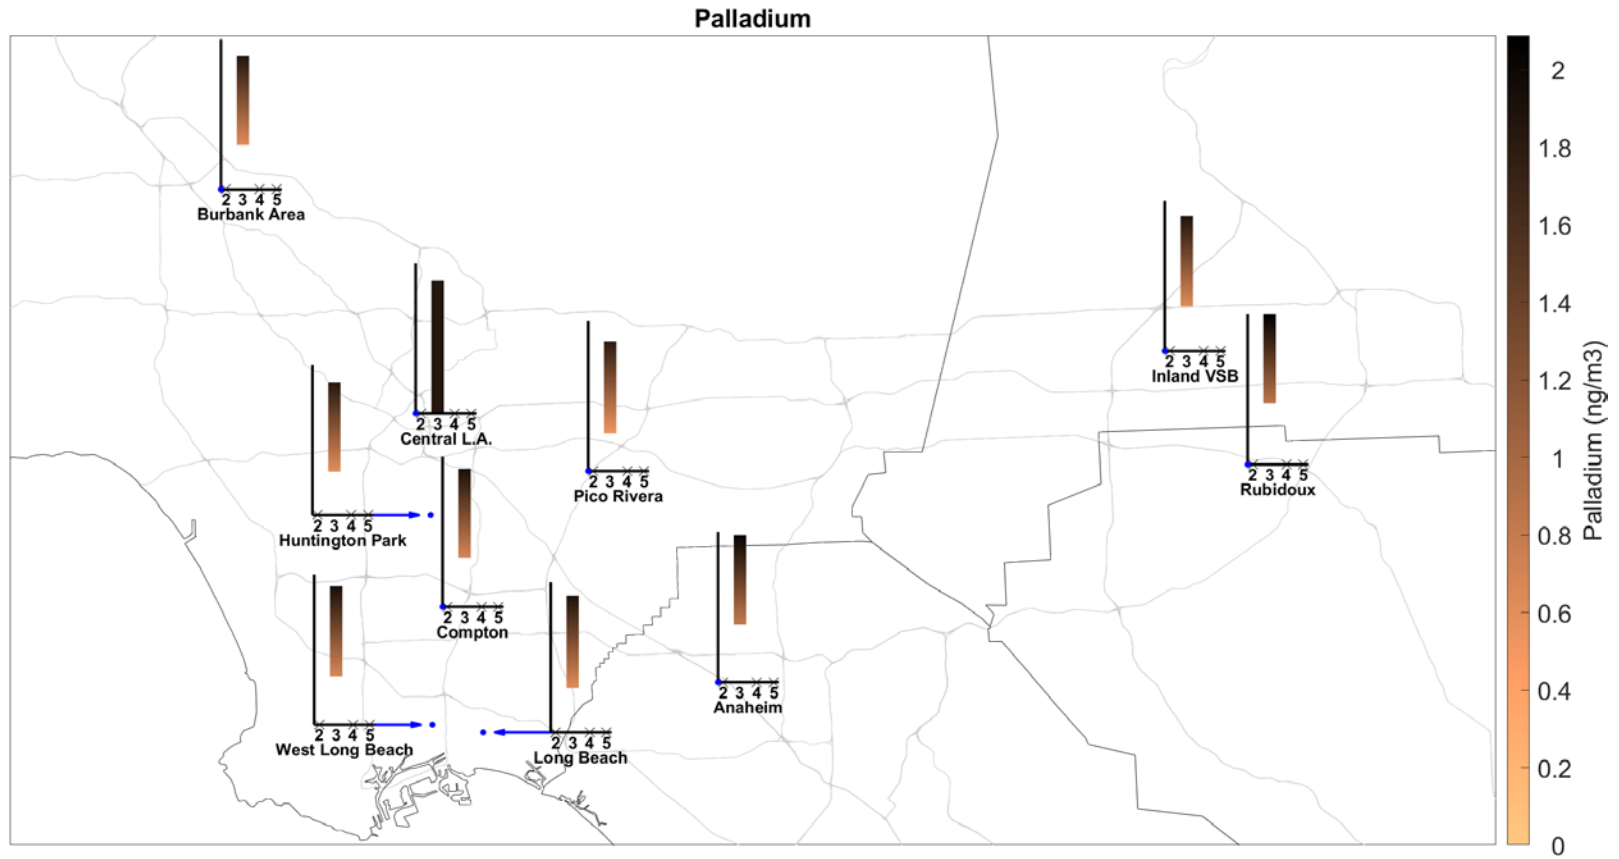 Palladium
2 3 4 5
Burbank Area
2 3 4 5
Central L.A.
2 3 4 5
Huntington Park
2 3 4 5
Pico Rivera
2 3 4 5
Inland VSB
2 3 4 5
Rubidoux
2 3 4 5
Compton
2 3 4 5
West Long Beach
2 3 4 5
Long Beach
2 3 4 5
Anaheim
2
1.8
1.6
1.4
1.2
1
0.8
0.6
0.4
0.2
0
Palladium (ng/m3)